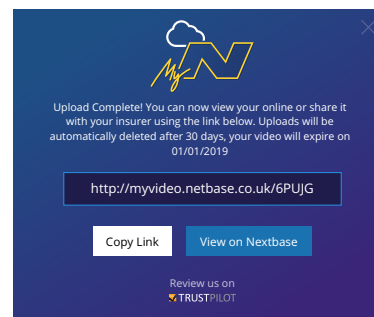 My N
Upload Complete! You can now view your online or share it
with your insurer using the link below. Uploads will be
automatically deleted after 30 days, your video will expire on
01/01/2019
http://myvideo.netbase.co.uk/6PUJG
Copy Link
View on Nextbase
Review us on
TRUSTPILOT